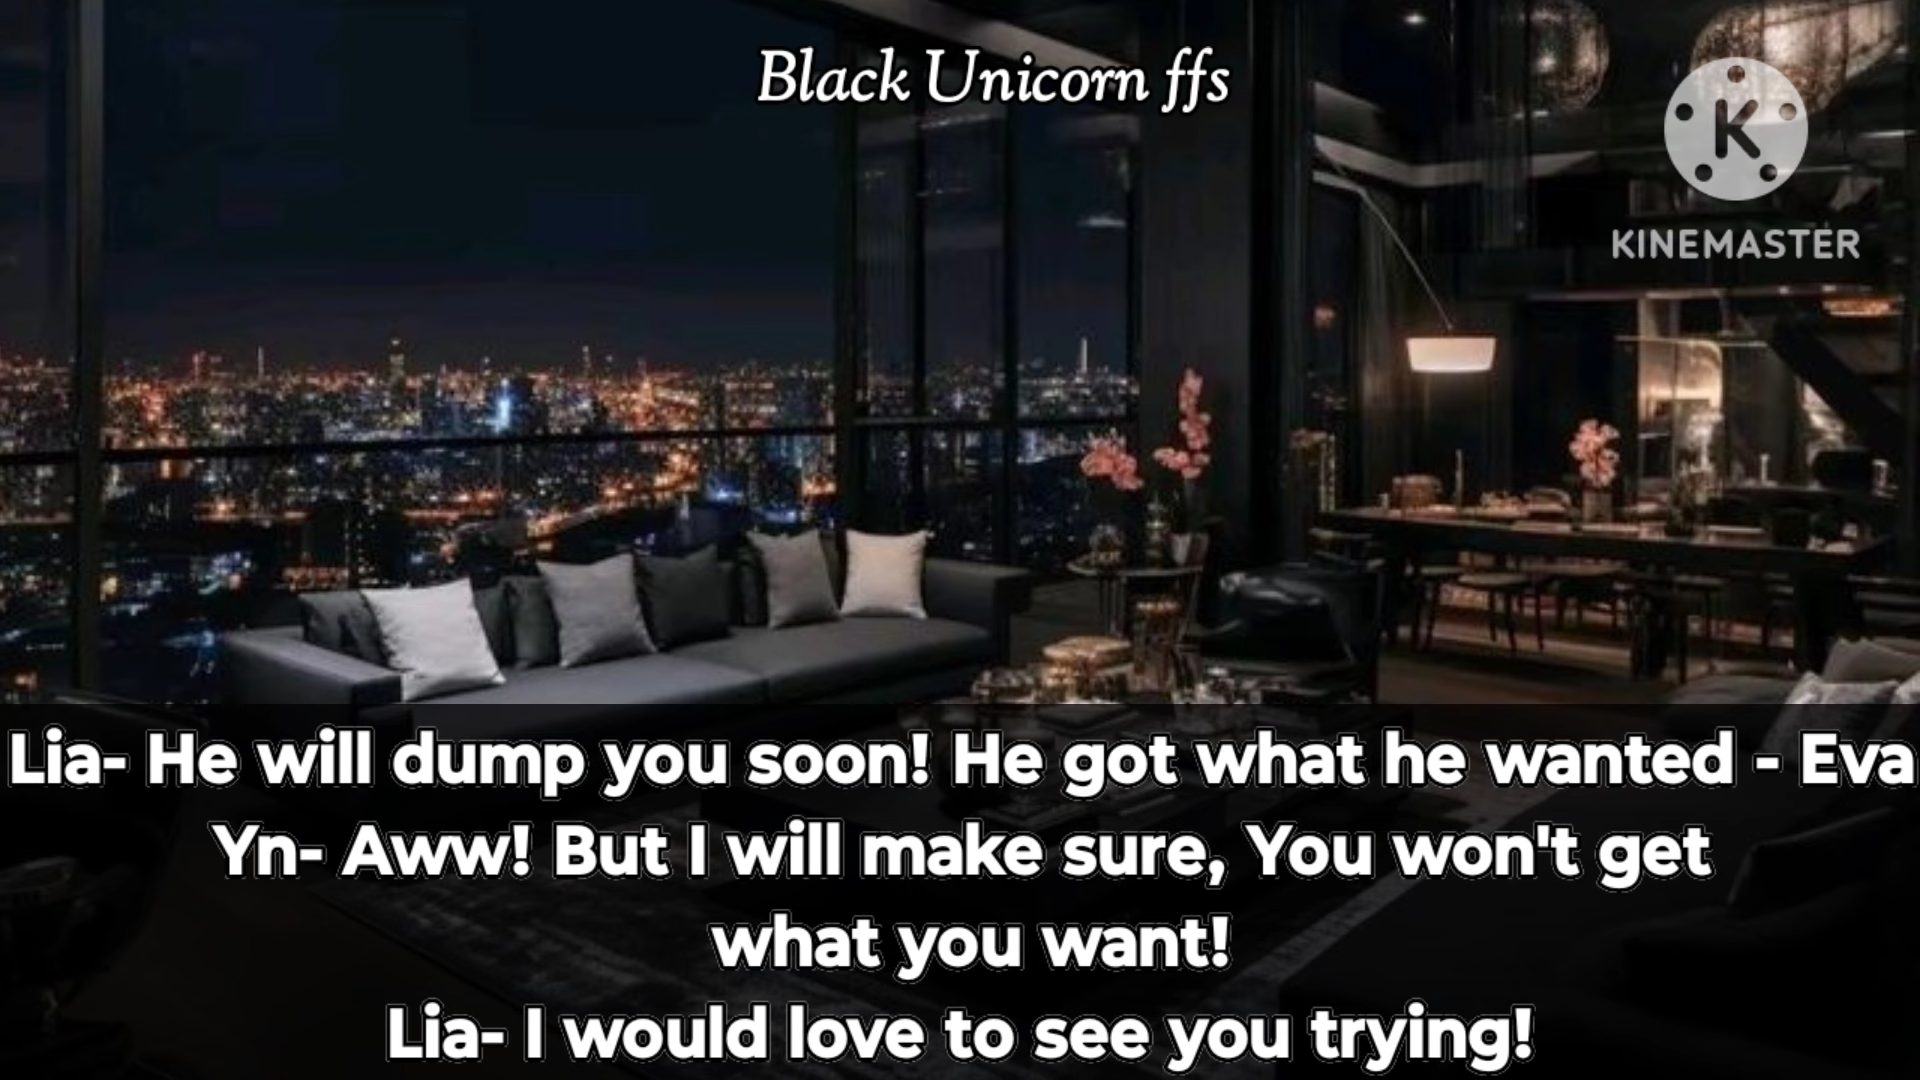 Black Unicorn ffs
K
KINEMASTER
Lia- He will dump you soon! He got what he wanted - Eva
Yn- Aww! But I will make sure, You won't get
what you want!
Lia- I would love to see you trying!